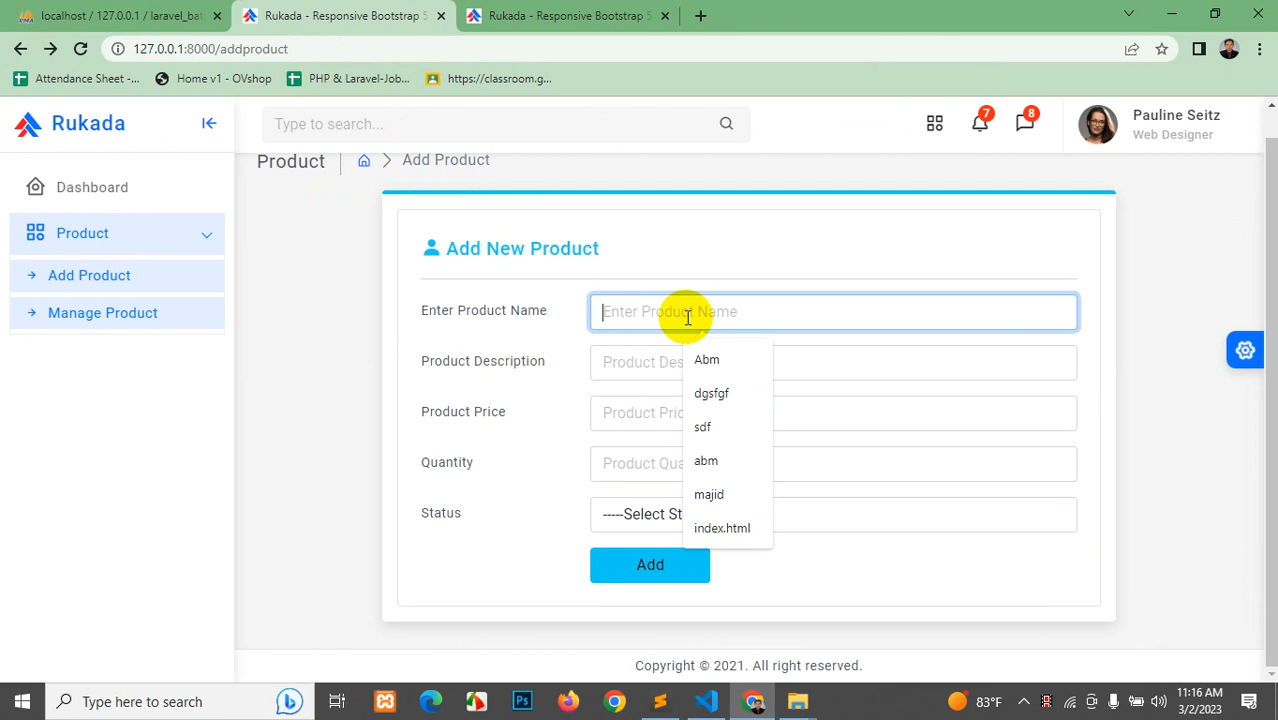 localhost / 127.0.0.1 / laravel_bat
Rukada - Responsive Bootstrap 5
Rukada - Responsive Bootstrap 5
127.0.0.1:8000/addproduct
Attendance Sheet -...
Home v1 - OVshop
PHP & Laravel-Job...
https://classroom.g...
Rukada
Type to search...
7
8
Pauline Seitz
Web Designer
Product
Add Product
Dashboard
Product
Add Product
Manage Product
Add New Product
Enter Product Name
Enter Product Name
Product Description
Product Des
Product Price
Product Pric
Quantity
Product Qua
Status
-----Select St
Abm
dgsfgf
sdf
abm
majid
index.html
Add
Copyright © 2021. All right reserved.
Type here to search
Ps
83°F
11:16 AM
3/2/2023